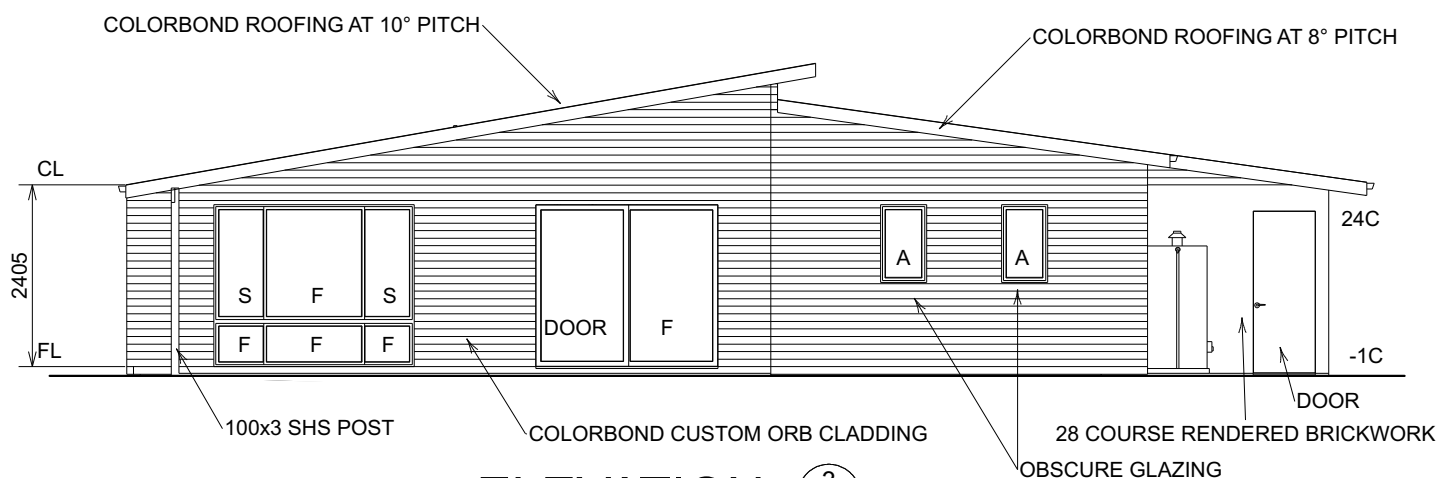 COLORBOND ROOFING AT 10° PITCH
COLORBOND ROOFING AT 8° PITCH
CL
24C
2405
A
A
S
F
S
DOOR
F
F
F
F
FL
-1C
DOOR
100x3 SHS POST
COLORBOND CUSTOM ORB CLADDING
28 COURSE RENDERED BRICKWORK
OBSCURE GLAZING